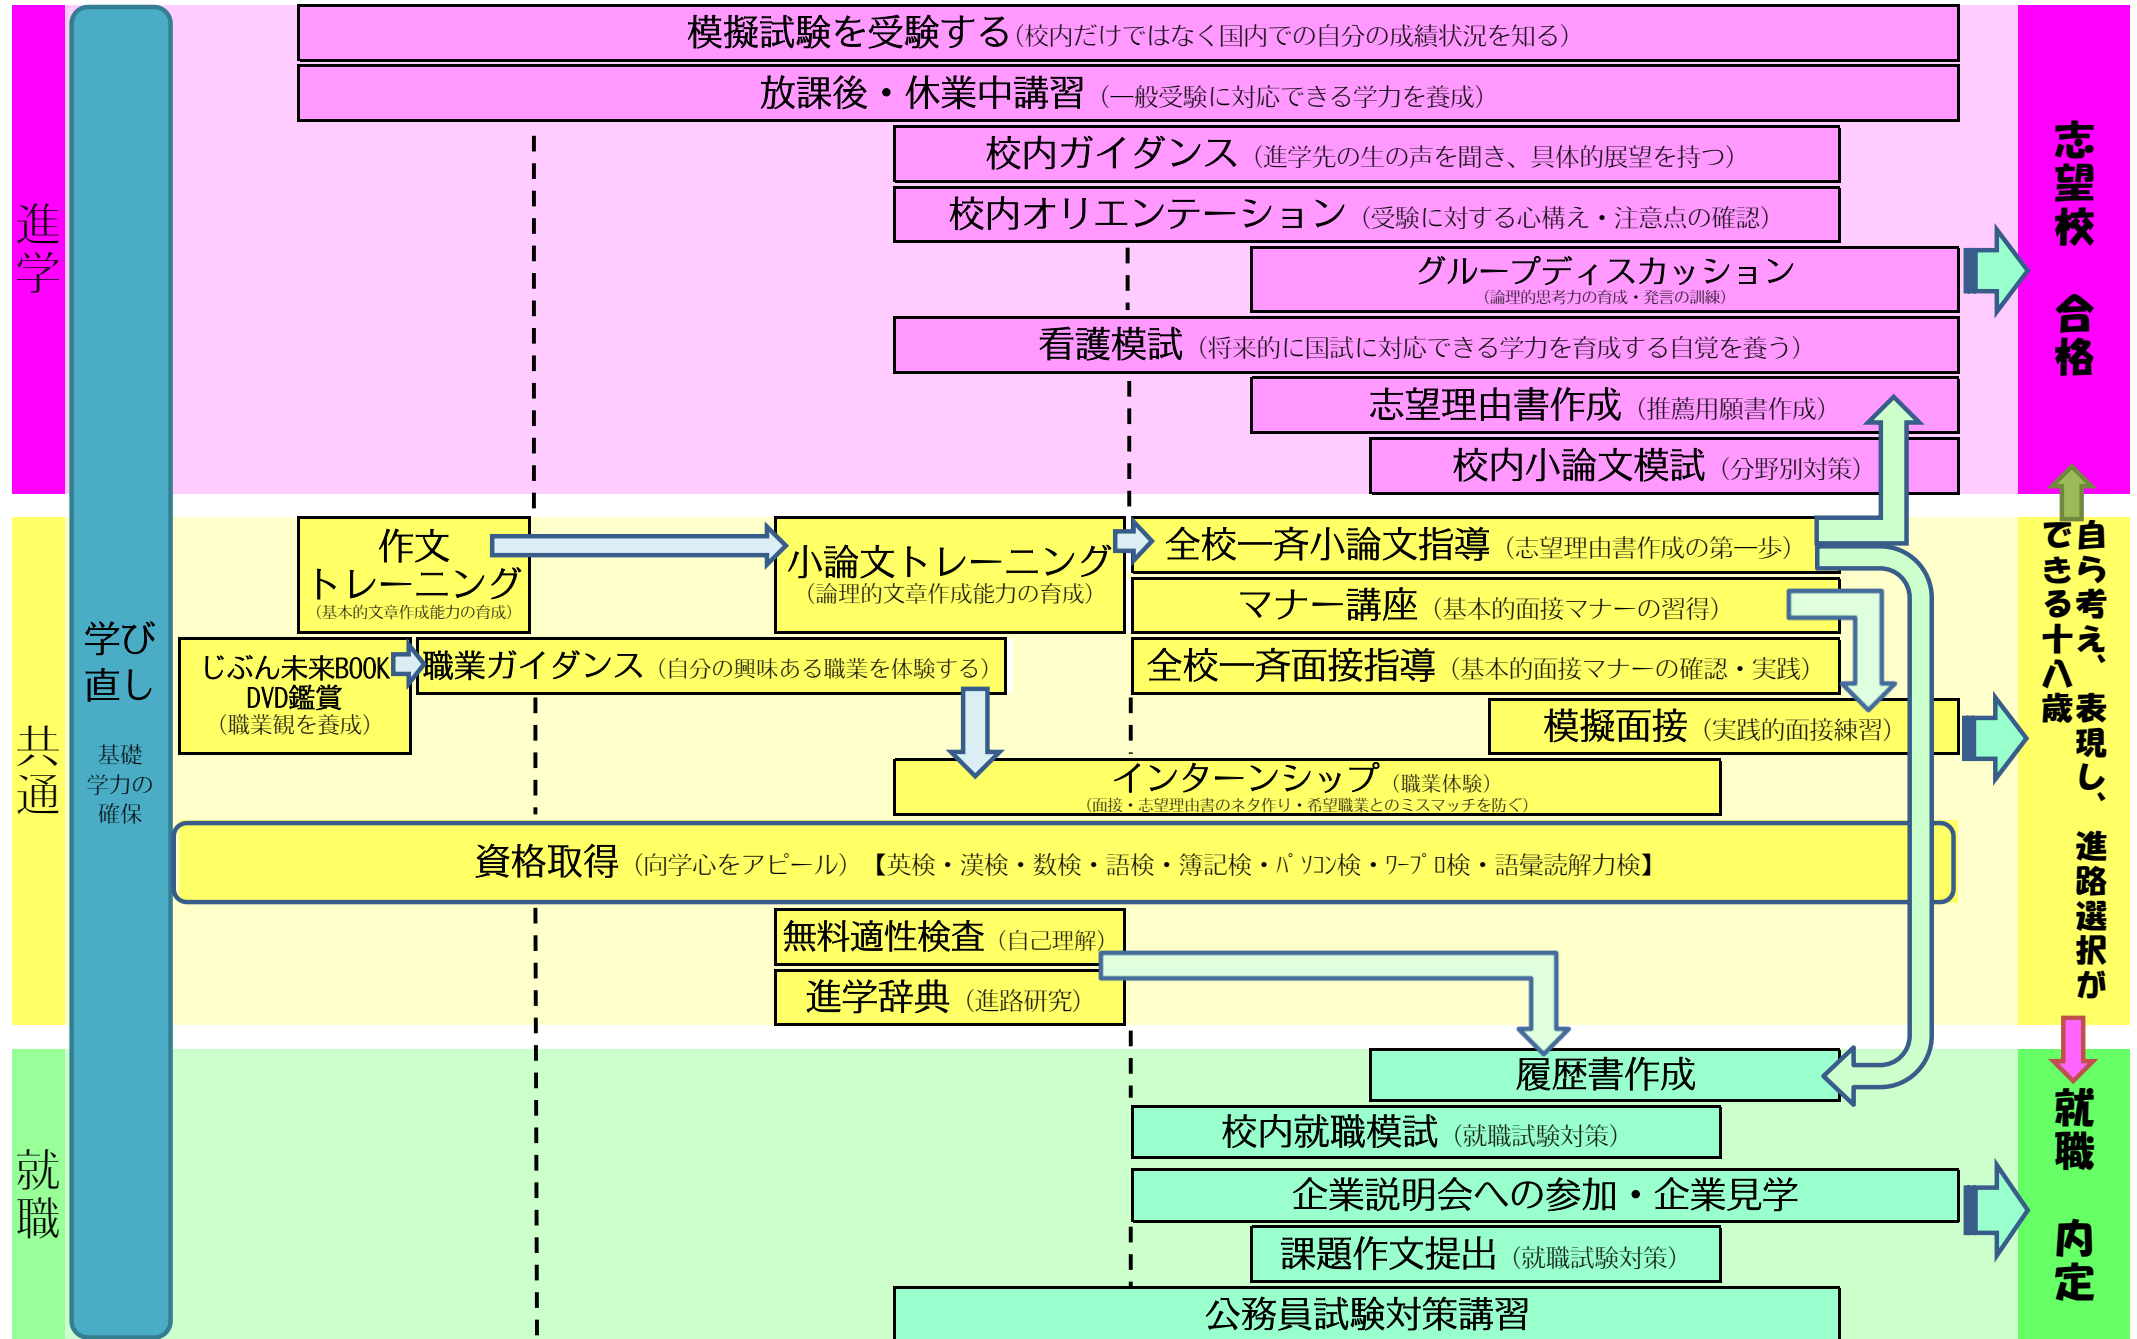 進学
模擬試験を受験する（校内だけではなく国内での自分の成績状況を知る）
放課後・休業中講習（一般受験に対応できる学力を養成）
校内ガイダンス（進学先の生の声を聞き、具体的展望を持つ）
校内オリエンテーション（受験に対する心構え・注意点の確認）
グループディスカッション
（論理的思考力の育成・発言の訓練）
看護模試（将来的に国試に対応できる学力を育成する自覚を養う）
志望理由書作成（推薦用願書作成）
校内小論文模試（分野別対策）
志望校　合格
学び
直し
基礎
学力の
確保
共通
作文
トレーニング
（基本的文章作成能力の育成）
小論文トレーニング
（論理的文章作成能力の育成）
全校一斉小論文指導（志望理由書作成の第一歩）
マナー講座（基本的面接マナーの習得）
じぶん未来BOOK
DVD鑑賞
（職業観を養成）
職業ガイダンス（自分の興味ある職業を体験する）
全校一斉面接指導（基本的面接マナーの確認・実践）
模擬面接（実践的面接練習）
インターンシップ（職業体験）
（面接・志望理由書のネタ作り・希望職業とのミスマッチを防ぐ）
資格取得（向学心をアピール）【英検・漢検・数検・語検・簿記検・ﾊﾟｿｺﾝ検・ﾜｰﾌﾟﾛ検・語彙読解力検】
無料適性検査（自己理解）
進学辞典（進路研究）
自ら考え、表現し、進路選択が
できる十八歳
就職
履歴書作成
校内就職模試（就職試験対策）
企業説明会への参加・企業見学
課題作文提出（就職試験対策）
公務員試験対策講習
就職　内定